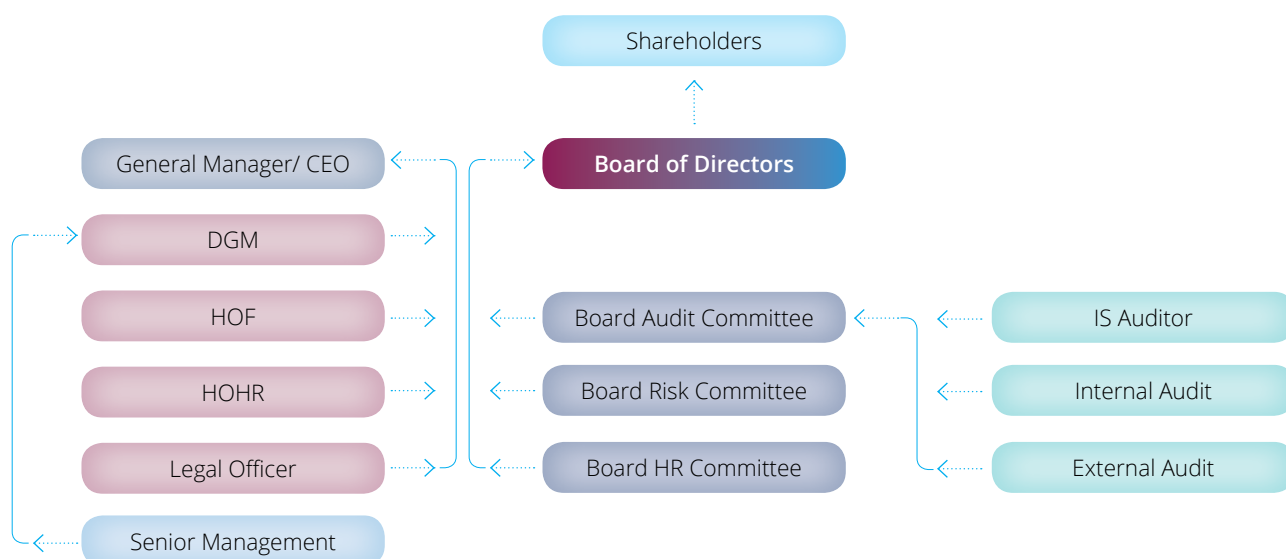 Shareholders
General Manager/ CEO
Board of Directors
DGM
HOF
Board Audit Committee
IS Auditor
HOHR
Board Risk Committee
Internal Audit
Legal Officer
Board HR Committee
External Audit
Senior Management